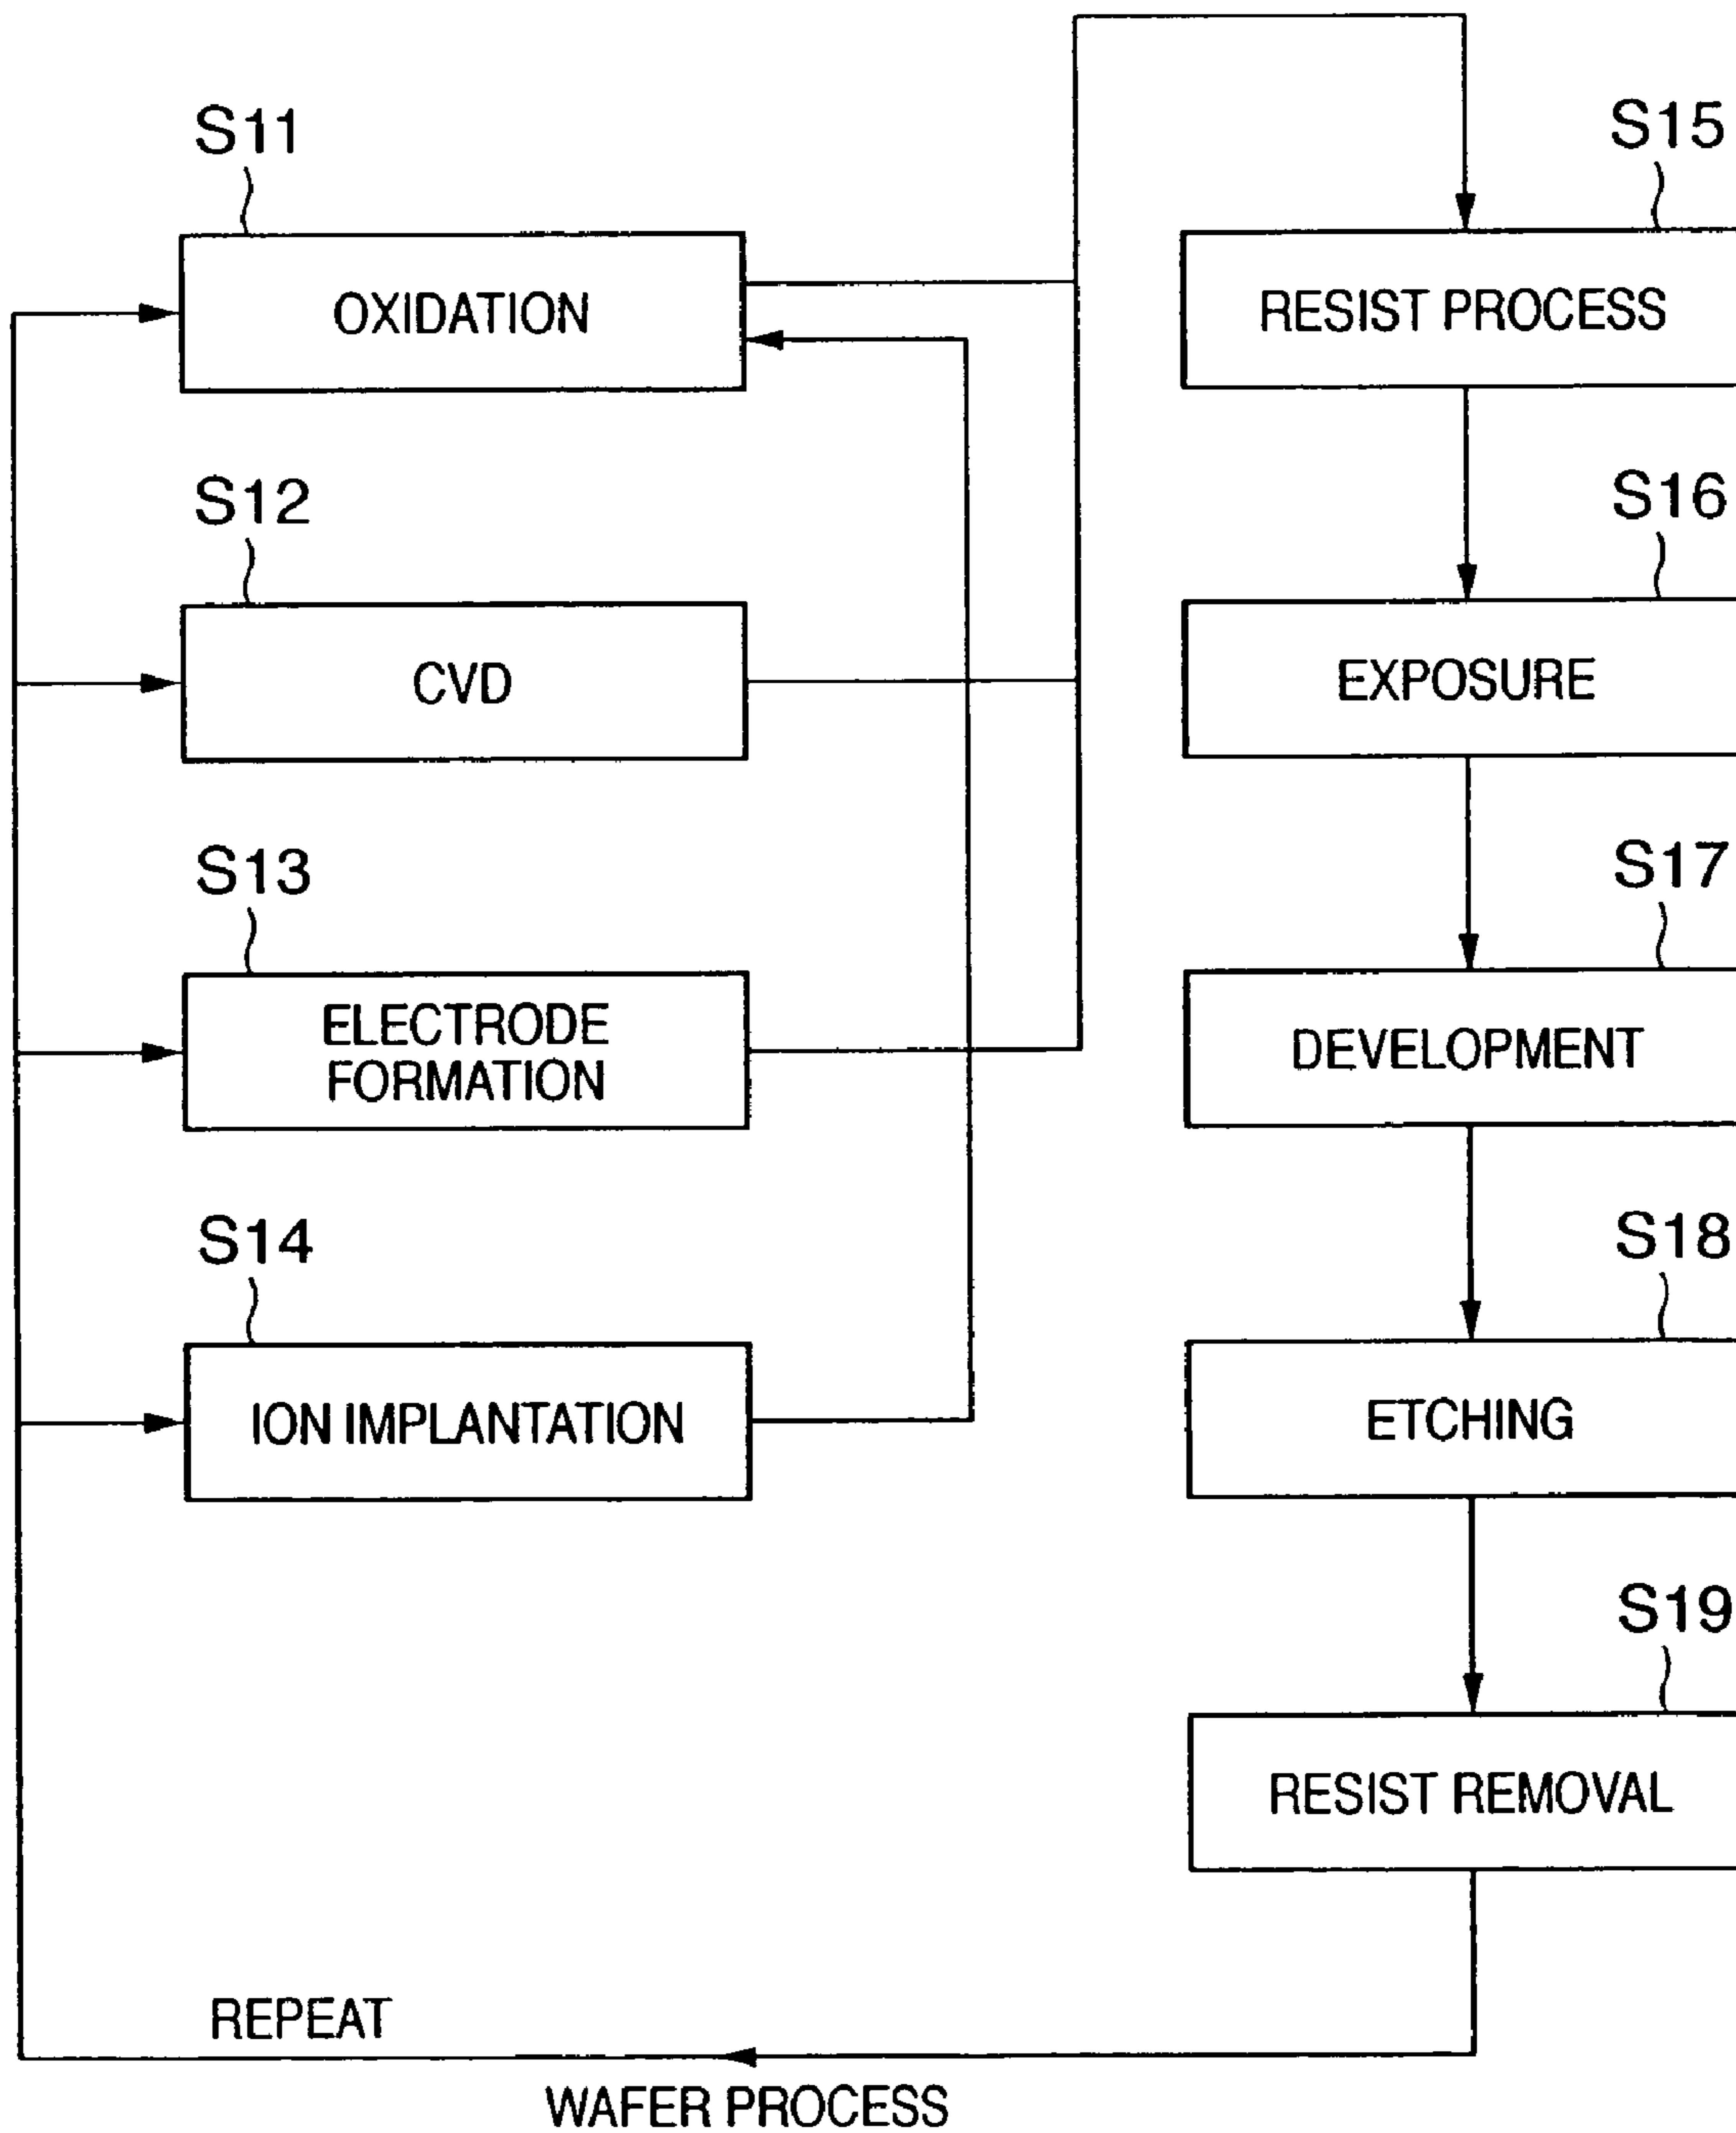 S11
OXIDATION
S12
CVD
S13
ELECTRODE
FORMATION
S14
ION IMPLANTATION
S15
RESIST PROCESS
S16
EXPOSURE
S17
DEVELOPMENT
S18
ETCHING
S19
RESIST REMOVAL
REPEAT
WAFER PROCESS